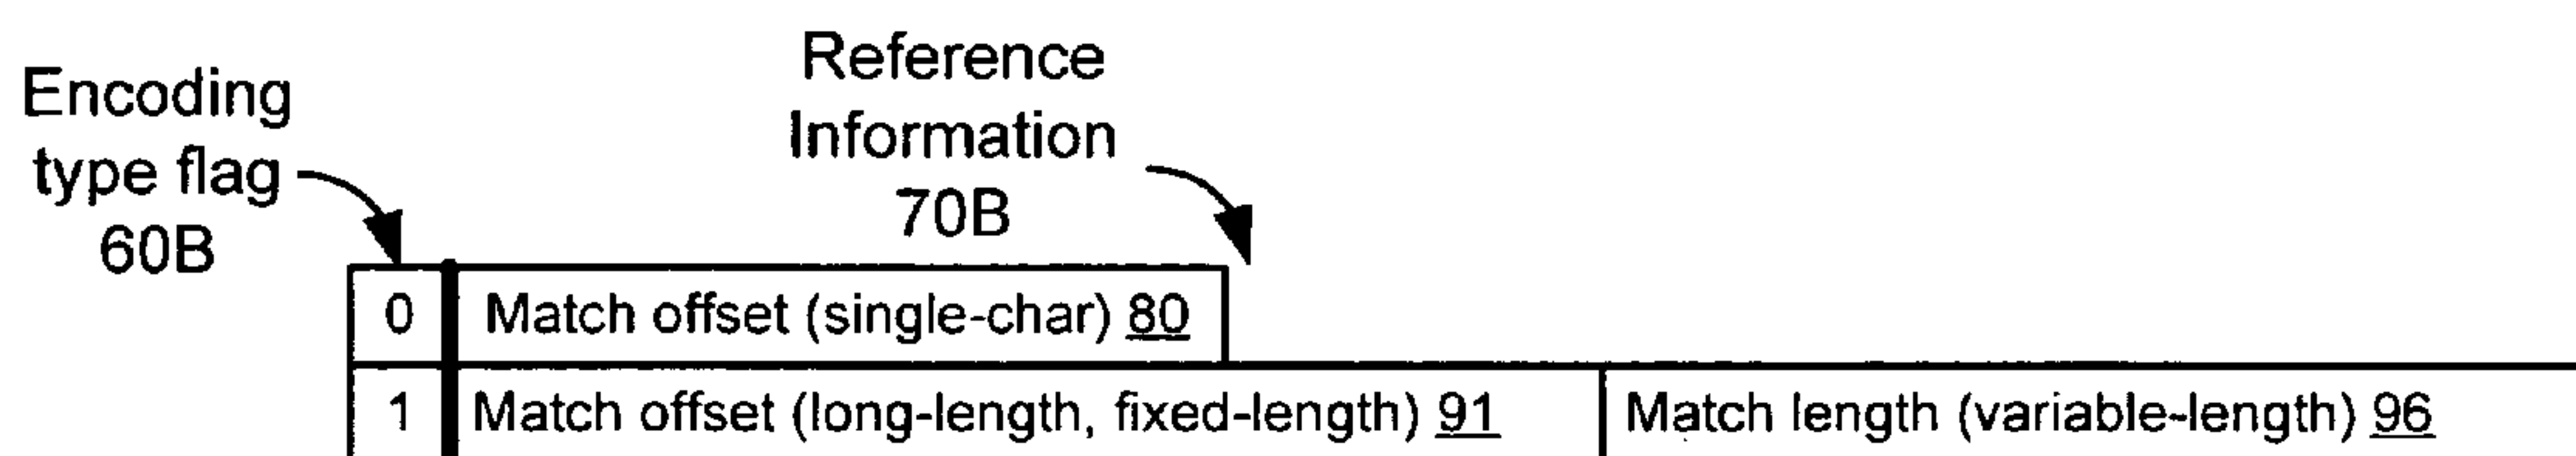 Encoding
type flag
60B
Reference
Information
70B
0 Match offset (single-char) 80
1 Match offset (long-length, fixed-length) 91 Match length (variable-length) 96